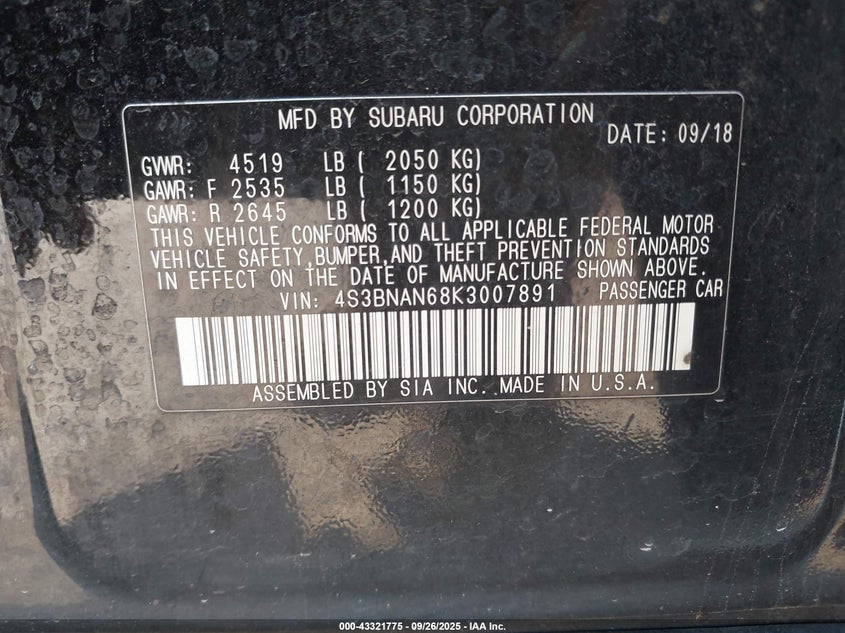 MFD BY SUBARU CORPORATION
DATE: 09/18
GVWR: 4519 LB ( 2050 KG)
GAWR: F 2535 LB ( 1150 KG)
GAWR: R 2645 LB ( 1200 KG)
THIS VEHICLE CONFORMS TO ALL APPLICABLE FEDERAL MOTOR
VEHICLE SAFETY,BUMPER,AND THEFT PREVENTION STANDARDS
IN EFFECT ON THE DATE OF MANUFACTURE SHOWN ABOVE.
VIN: 4S3BNAN68K3007891 PASSENGER CAR
ASSEMBLED BY SIA INC. MADE IN U.S.A.
000-43321775 - 09/26/2025 - IAA Inc.